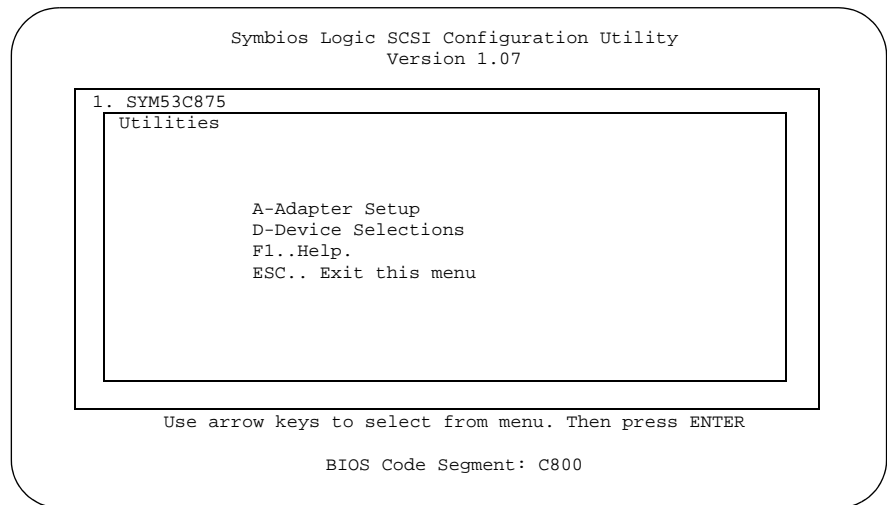 Symbios Logic SCSI Configuration Utility
Version 1.07
1. SYM53C875
Utilities
A-Adapter Setup
D-Device Selections
F1..Help.
ESC.. Exit this menu
Use arrow keys to select from menu. Then press ENTER
BIOS Code Segment: C800